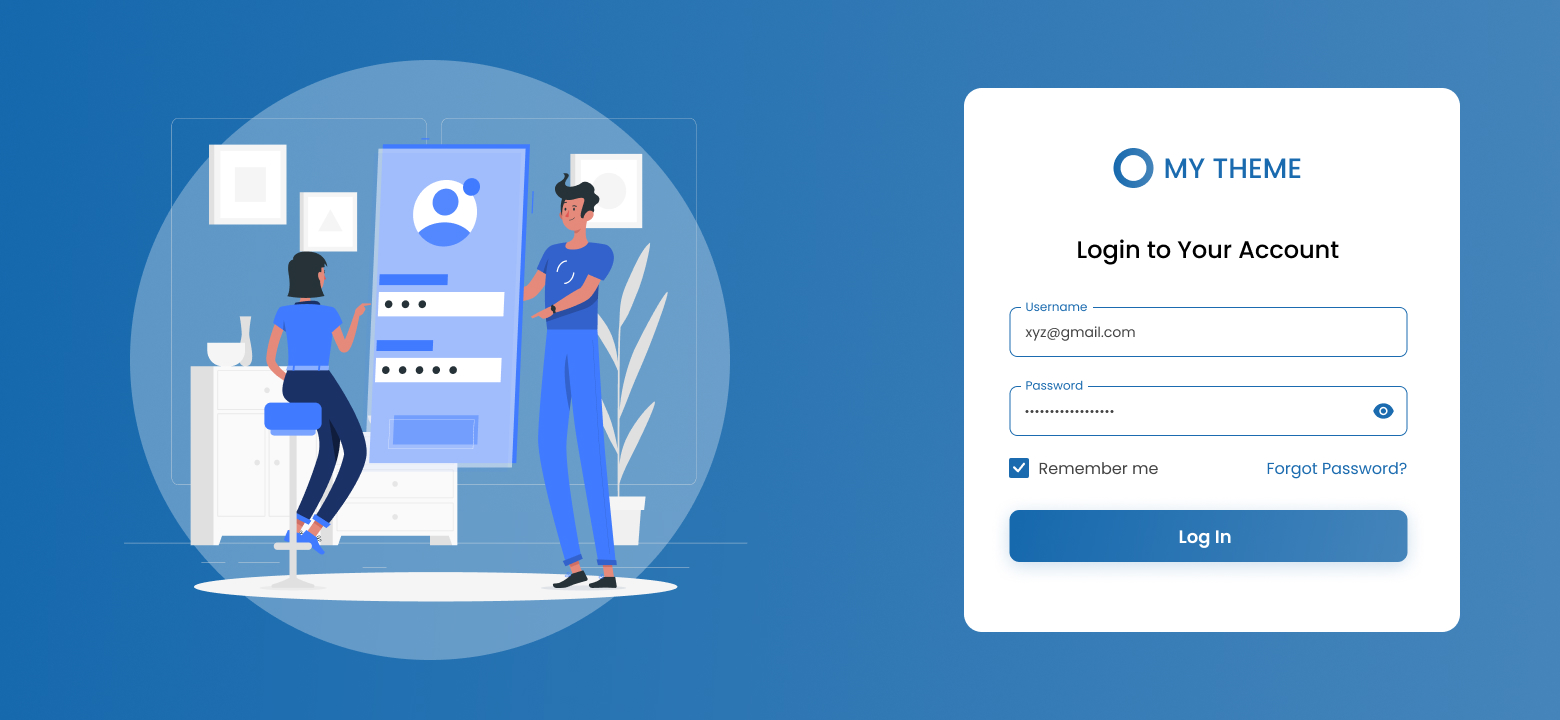 MY THEME
Login to Your Account
Username
xyz@gmail.com
Password
••••••••••••••••••
Remember me
Forgot Password?
Log In